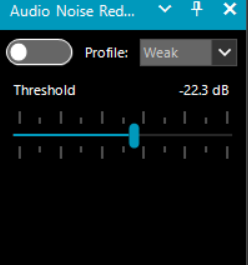 Audio Noise Red...
Profile: Weak
Threshold -22.3 dB